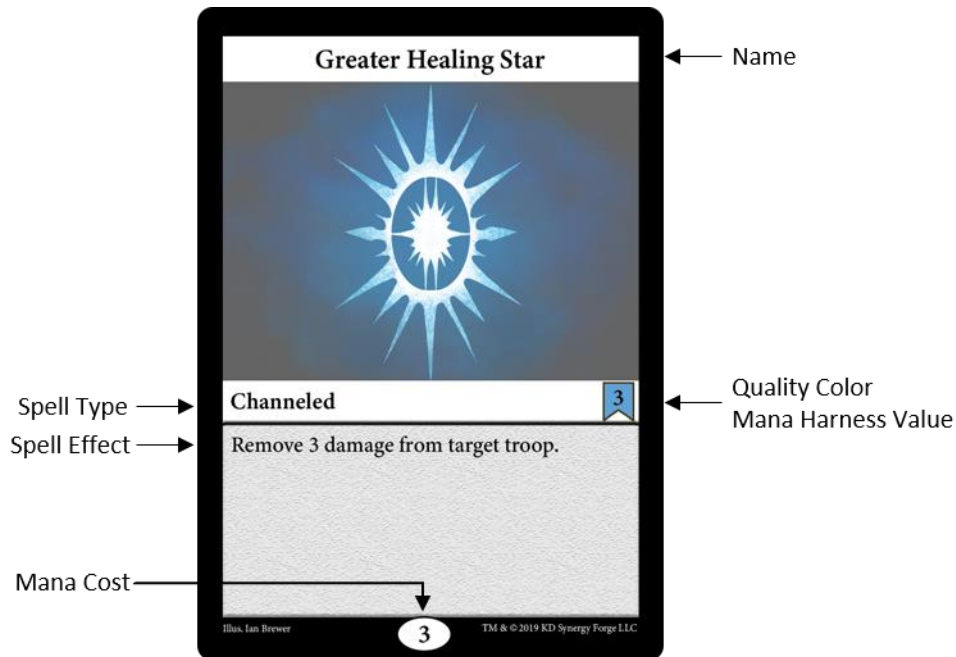 Greater Healing Star
Name
Spell Type
Channeled
3
Quality Color
Mana Harness Value
Spell Effect
Remove 3 damage from target troop.
Mana Cost
Illus. Ian Brewer
3
TM & © 2019 KD Synergy Forge LLC